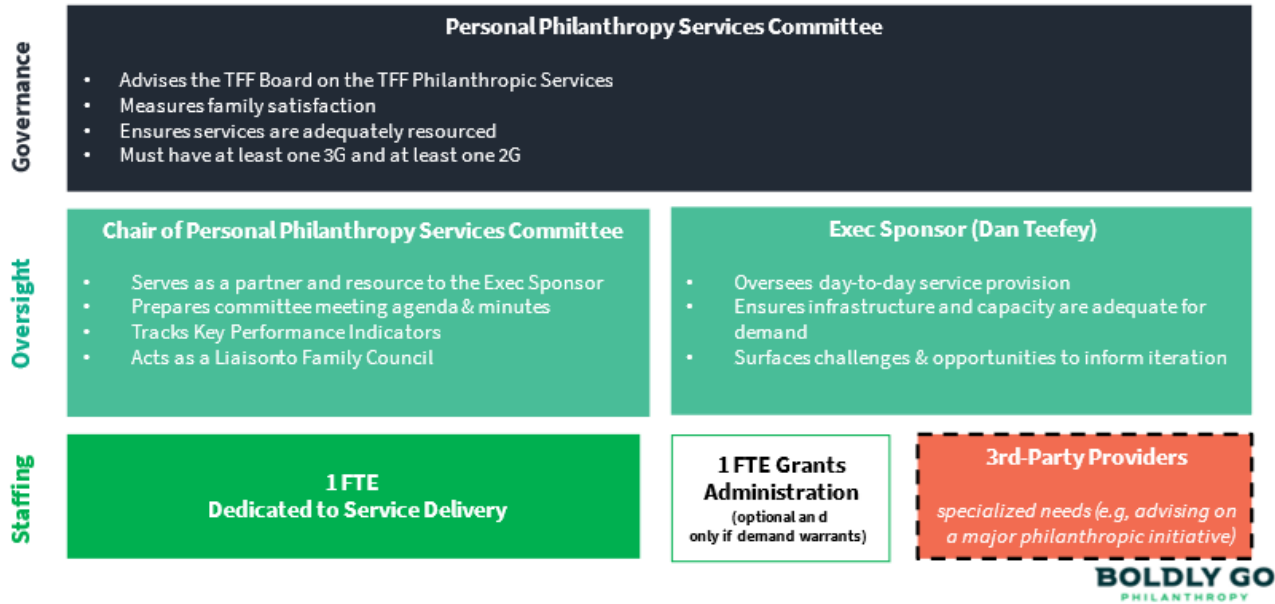 Governance
Personal Philanthropy Services Committee
• Advises the TFF Board on the TFF Philanthropic Services
• Measures family satisfaction
• Ensures services are adequately resourced
• Must have at least one 3G and at least one 2G
Oversight
Chair of Personal Philanthropy Services Committee
• Serves as a partner and resource to the Exec Sponsor
• Prepares committee meeting agenda & minutes
• Tracks Key Performance Indicators
• Acts as a Liaisonto Family Council
Exec Sponsor (Dan Teefey)
• Oversees day-to-day service provision
• Ensures infrastructure and capacity are adequate for
demand
• Surfaces challenges & opportunities to inform iteration
Staffing
1 FTE
Dedicated to Service Delivery
1 FTE Grants
Administration
(optional an d
only if demand warrants)
3rd-Party Providers
specialized needs (e.g, advising on
a major philanthropic initiative)
BOLDLY GO
PHILANTHROPY